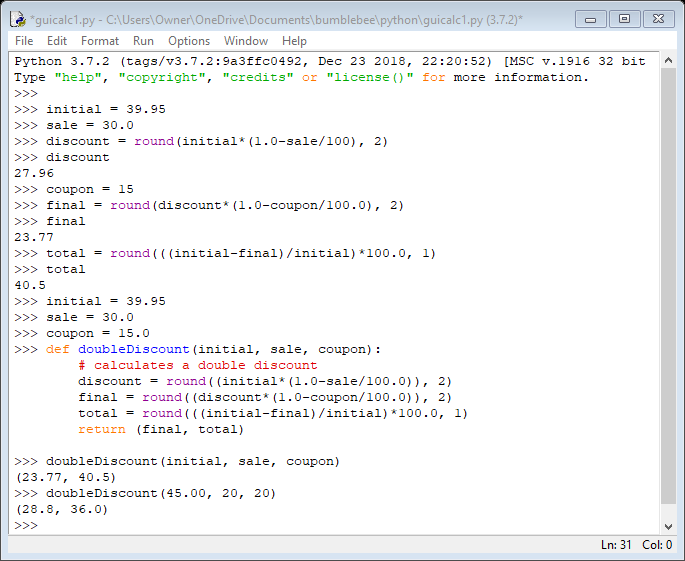 *guicalc1.py - C:\Users\Owner\OneDrive\Documents\bumblebee\python\guicalc1.py (3.7.2)*
File Edit Format Run Options Window Help
Python 3.7.2 (tags/v3.7.2:9a3ffc0492, Dec 23 2018, 22:20:52) [MSC v.1916 32 bit
Type "help", "copyright", "credits" or "license()" for more information.
>>>
>>> initial = 39.95
>>> sale = 30.0
>>> discount = round(initial*(1.0-sale/100), 2)
>>> discount
27.96
>>> coupon = 15
>>> final = round(discount*(1.0-coupon/100.0), 2)
>>> final
23.77
>>> total = round(((initial-final)/initial)*100.0, 1)
>>> total
40.5
>>> initial = 39.95
>>> sale = 30.0
>>> coupon = 15.0
>>> def doubleDiscount(initial, sale, coupon):
        # calculates a double discount
        discount = round((initial*(1.0-sale/100.0)), 2)
        final = round((discount*(1.0-coupon/100.0)), 2)
        total = round(((initial-final)/initial)*100.0, 1)
        return (final, total)

>>> doubleDiscount(initial, sale, coupon)
(23.77, 40.5)
>>> doubleDiscount(45.00, 20, 20)
(28.8, 36.0)
>>>
Ln: 31 Col: 0